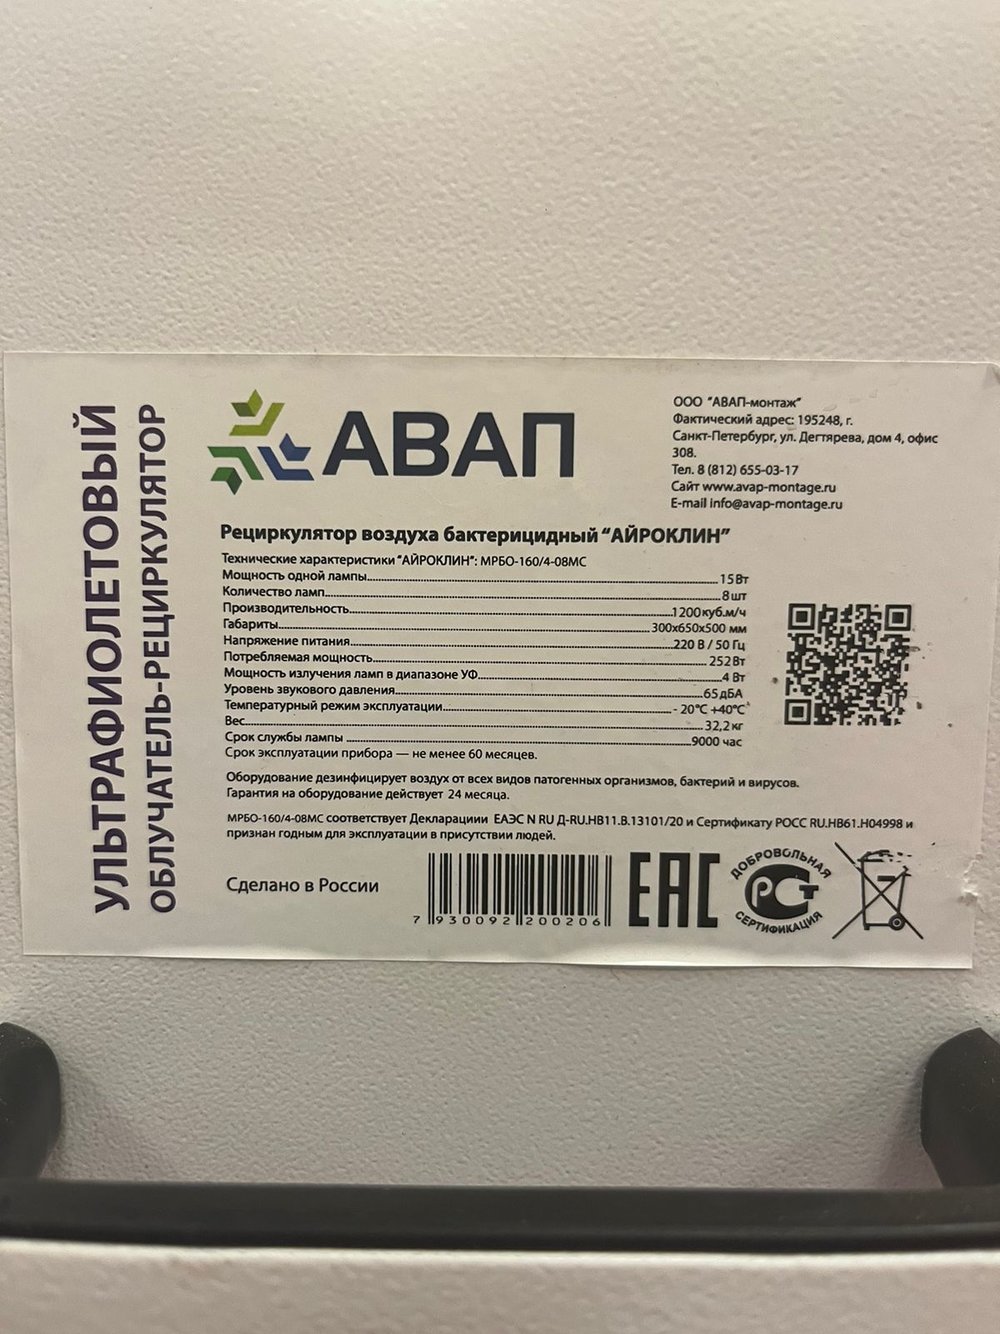 УЛЬТРАФИОЛЕТОВЫЙ
ОБЛУЧАТЕЛЬ-РЕЦИРКУЛЯТОР
АВАП
ООО "АВАП-монтаж"
Фактический адрес: 195248, г.
Санкт-Петербург, ул. Дегтярева, дом 4, офис
308.
Тел. 8 (812) 655-03-17
Сайт www.avap-montage.ru
E-mail info@avap-montage.ru
Рециркулятор воздуха бактерицидный "АЙРОКЛИН"
Технические характеристики "АЙРОКЛИН": МРБО-160/4-08МС
Мощность одной лампы 15 Вт
Количество ламп 8 шт
Производительность 1200 куб.м/ч
Габариты 300х650х500 мм
Напряжение питания 220 В / 50 Гц
Потребляемая мощность 252 Вт
Мощность излучения ламп в диапазоне УФ 4 Вт
Уровень звукового давления 65 дБА
Температурный режим эксплуатации - 20°С +40°С
Вес 32,2 кг
Срок службы лампы 9000 час
Срок эксплуатации прибора — не менее 60 месяцев.
Оборудование дезинфицирует воздух от всех видов патогенных организмов, бактерий и вирусов.
Гарантия на оборудование действует 24 месяца.
МРБО-160/4-08МС соответствует Декларациии ЕАЭС N RU Д-RU.НВ11.В.13101/20 и Сертификату РОСС RU.НВ61.Н04998 и
признан годным для эксплуатации в присутствии людей.
Сделано в России
7 930092 200206
ЕАС
ДОБРОВОЛЬНАЯ
РСТ
СЕРТИФИКАЦИЯ